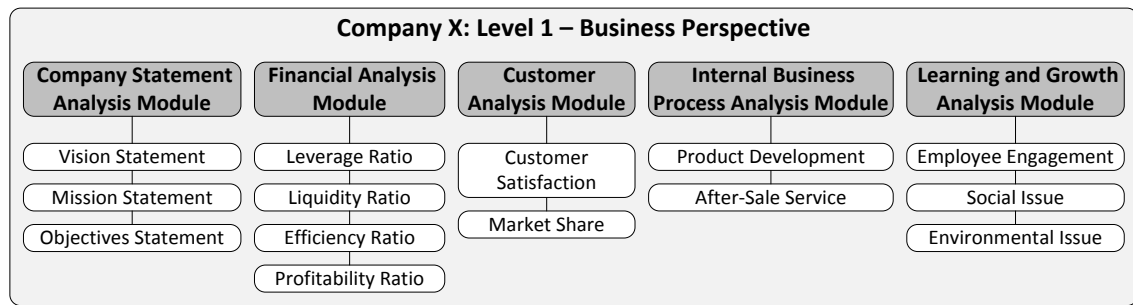 Company X: Level 1 – Business Perspective
Company Statement
Analysis Module
Vision Statement
Mission Statement
Objectives Statement
Financial Analysis
Module
Leverage Ratio
Liquidity Ratio
Efficiency Ratio
Profitability Ratio
Customer
Analysis Module
Customer
Satisfaction
Market Share
Internal Business
Process Analysis Module
Product Development
After-Sale Service
Learning and Growth
Analysis Module
Employee Engagement
Social Issue
Environmental Issue